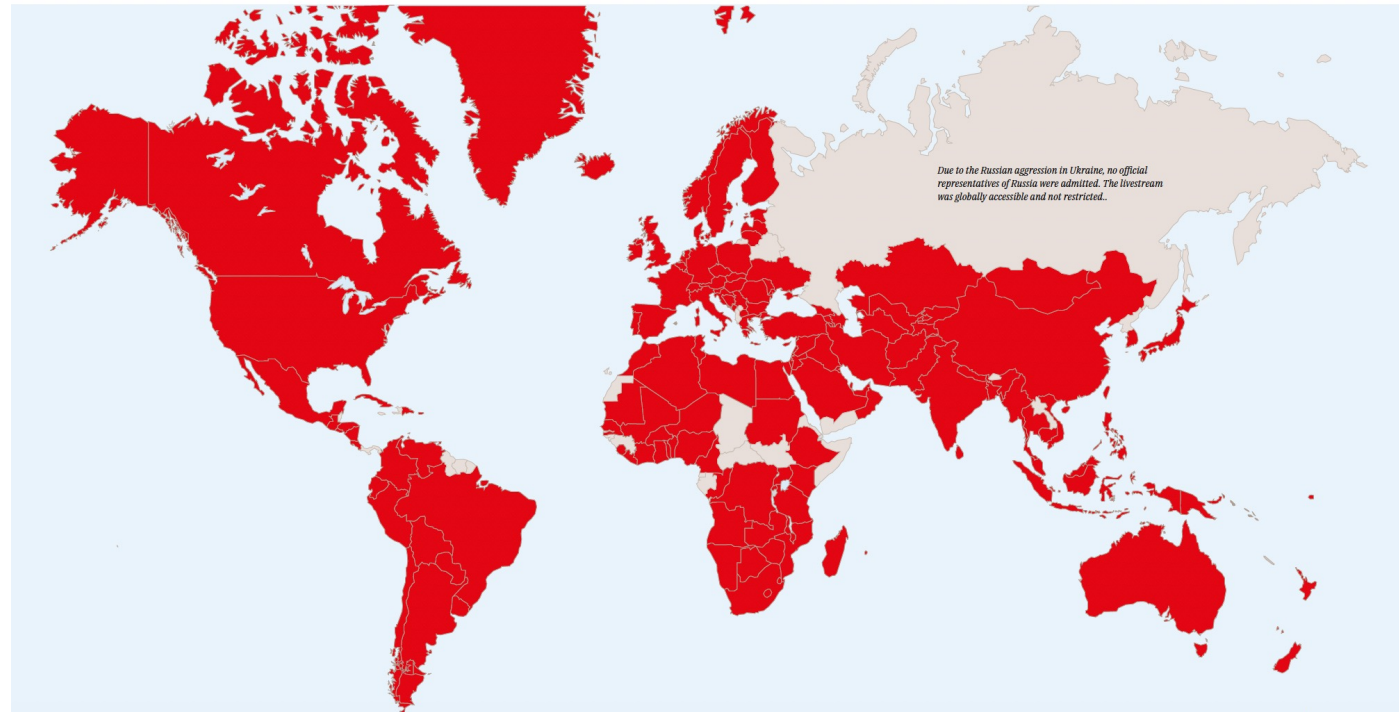 Due to the Russian aggression in Ukraine, no official
representatives of Russia were admitted. The livestream
was globally accessible and not restricted..